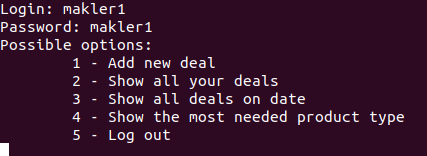 Login: makler1
Password: makler1
Possible options:
1 - Add new deal
2 - Show all your deals
3 - Show all deals on date
4 - Show the most needed product type
5 - Log out